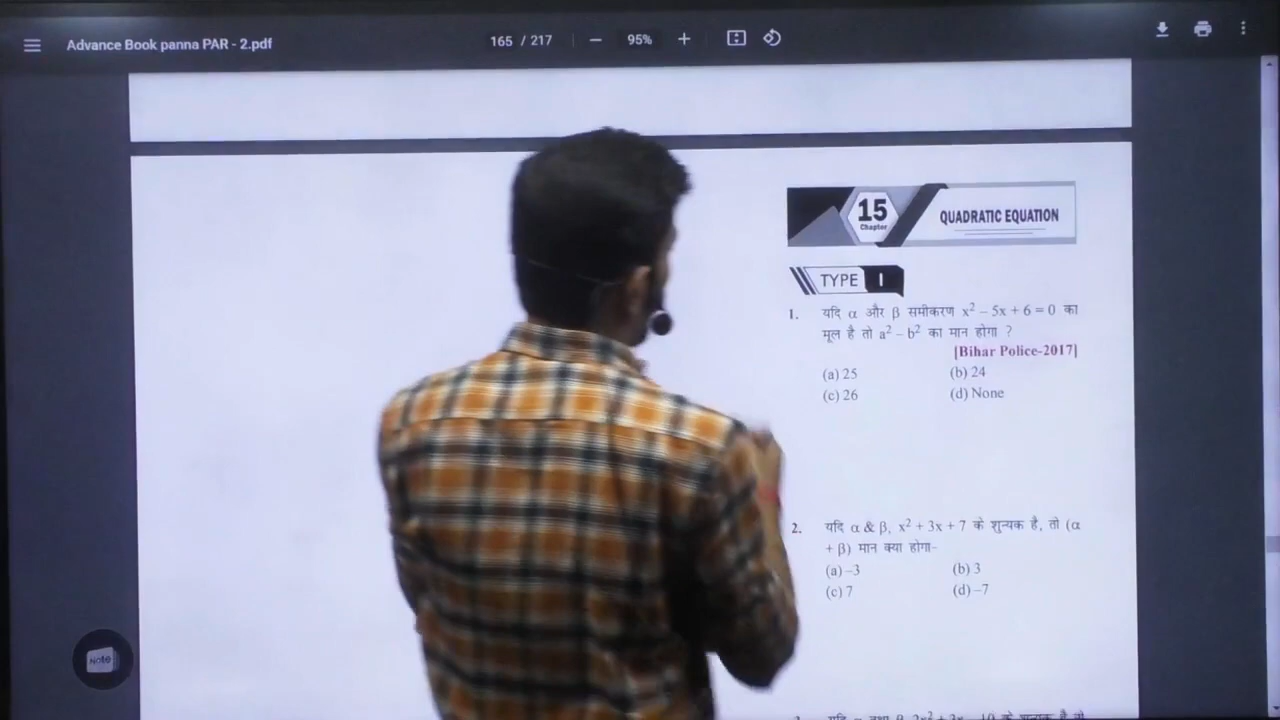 Advance Book panna PAR - 2.pdf
165 / 217
95%
15
Chapter
QUADRATIC EQUATION
TYPE I
1. यदि α और β समीकरण x² – 5x + 6 = 0 का
मूल है तो a² – b² का मान होगा ?
[Bihar Police-2017]
(a) 25 (b) 24
(c) 26 (d) None
2. यदि α & β, x² + 3x + 7 के शुन्यक है, तो (α
+ β) मान क्या होगा-
(a) –3 (b) 3
(c) 7 (d) –7
Note